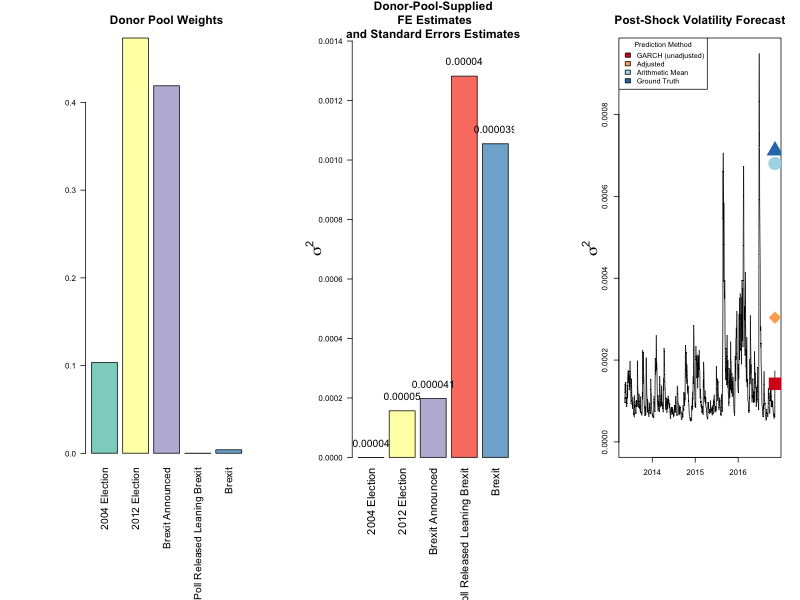 Donor Pool Weights
0.0
0.1
0.2
0.3
0.4
2004 Election
2012 Election
Brexit Announced
Poll Released Leaning Brexit
Brexit
Donor-Pool-Supplied
FE Estimates
and Standard Errors Estimates
σ2
0.0000
0.0002
0.0004
0.0006
0.0008
0.0010
0.0012
0.0014
0.00004
0.00005
0.000041
0.00004
0.000039
2004 Election
2012 Election
Brexit Announced
oll Released Leaning Brexit
Brexit
Post-Shock Volatility Forecast
Prediction Method
GARCH (unadjusted)
Adjusted
Arithmetic Mean
Ground Truth
σ2
0.0000
0.0002
0.0004
0.0006
0.0008
2014
2015
2016